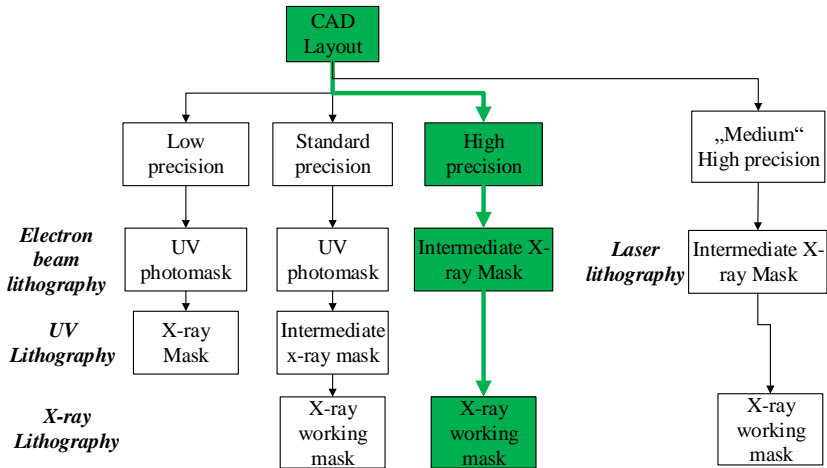 CAD
Layout
Low
precision
Standard
precision
High
precision
„Medium“
High precision
Electron
beam
lithography
UV
photomask
UV
photomask
Intermediate X-
ray Mask
Laser
lithography
Intermediate X-
ray Mask
UV
Lithography
X-ray
Mask
Intermediate
x-ray mask
X-ray
Lithography
X-ray
working
mask
X-ray
working
mask
X-ray
working
mask